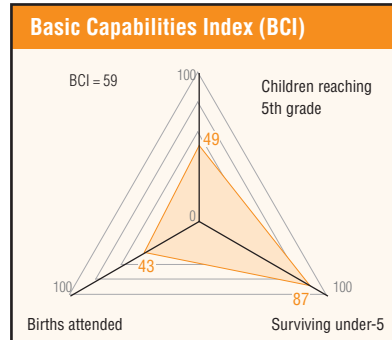 Basic Capabilities Index (BCI)
100
BCI = 59
Children reaching
5th grade
49
0
43
100
87
100
Births attended
Surviving under-5